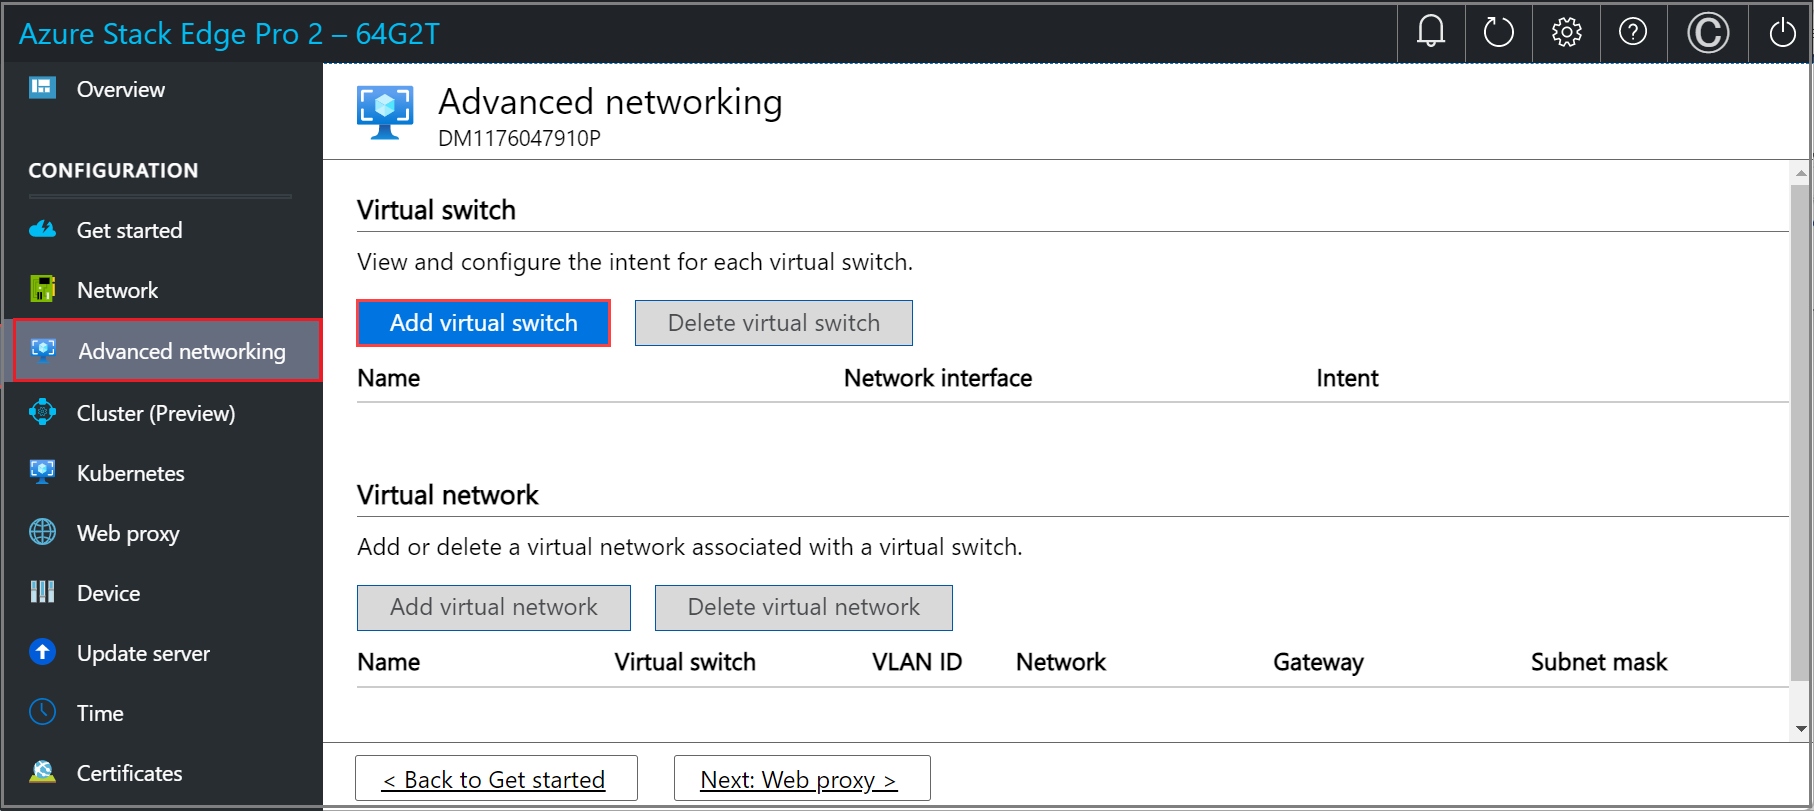 Azure Stack Edge Pro 2 – 64G2T
Overview
CONFIGURATION
Get started
Network
Advanced networking
Cluster (Preview)
Kubernetes
Web proxy
Device
Update server
Time
Certificates
Advanced networking
DM1176047910P
Virtual switch
View and configure the intent for each virtual switch.
Add virtual switch Delete virtual switch
Name Network interface Intent
Virtual network
Add or delete a virtual network associated with a virtual switch.
Add virtual network Delete virtual network
Name Virtual switch VLAN ID Network Gateway Subnet mask
< Back to Get started Next: Web proxy >